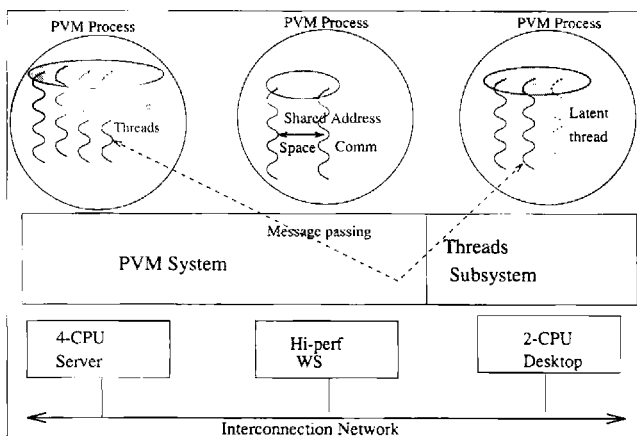 PVM Process
PVM Process
PVM Process
Threads
Shared Address
Space
Comm
Latent
thread
Message passing
PVM System
Threads
Subsystem
4-CPU
Server
Hi-perf
WS
2-CPU
Desktop
Interconnection Network